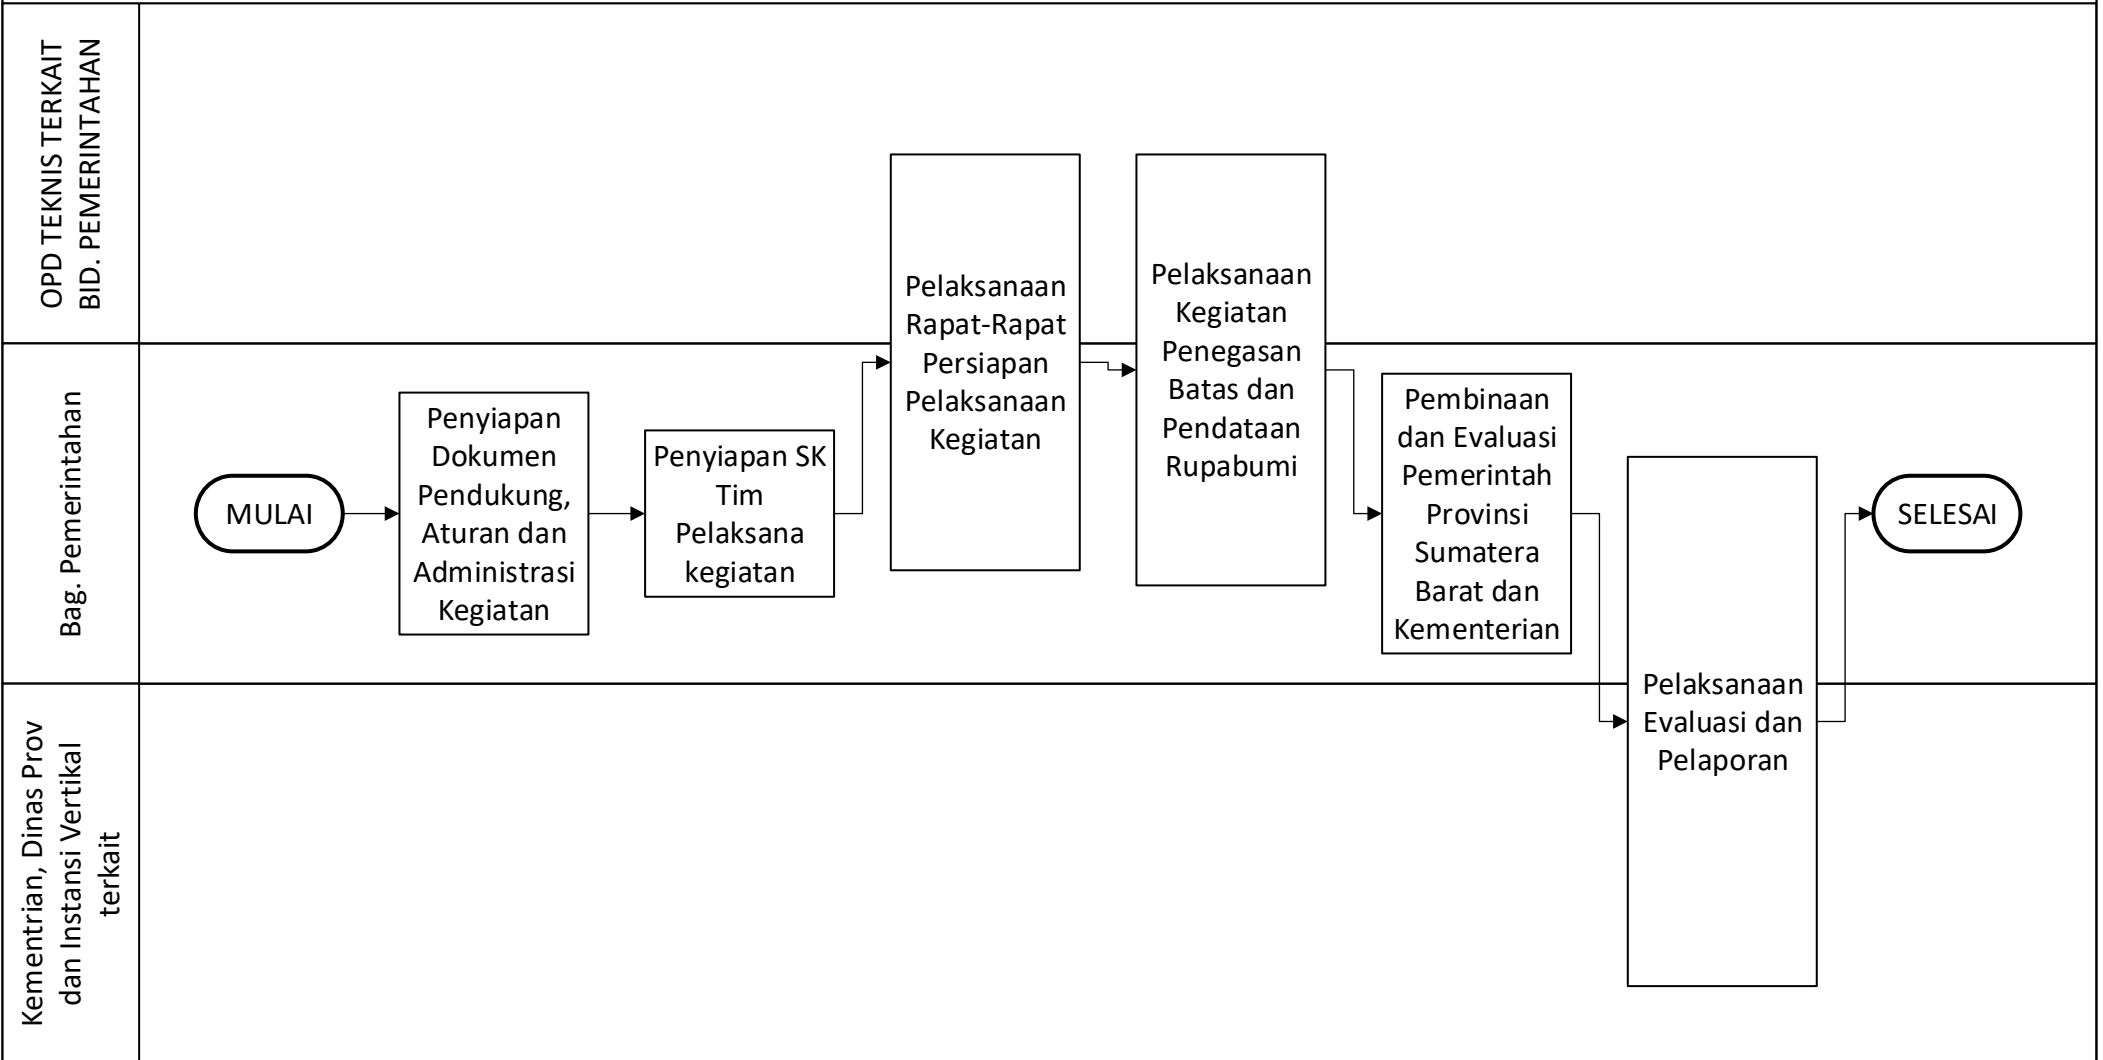 OPD TEKNIS TERKAIT
BID. PEMERINTAHAN
Pelaksanaan
Rapat-Rapat
Persiapan
Pelaksanaan
Kegiatan
Pelaksanaan
Kegiatan
Penegasan
Batas dan
Pendataan
Rupabumi
Bag. Pemerintahan
MULAI
Penyiapan
Dokumen
Pendukung,
Aturan dan
Administrasi
Kegiatan
Penyiapan SK
Tim
Pelaksana
kegiatan
Pembinaan
dan Evaluasi
Pemerintah
Provinsi
Sumatera
Barat dan
Kementerian
Pelaksanaan
Evaluasi dan
Pelaporan
SELESAI
Kementrian, Dinas Prov
dan Instansi Vertikal
terkait